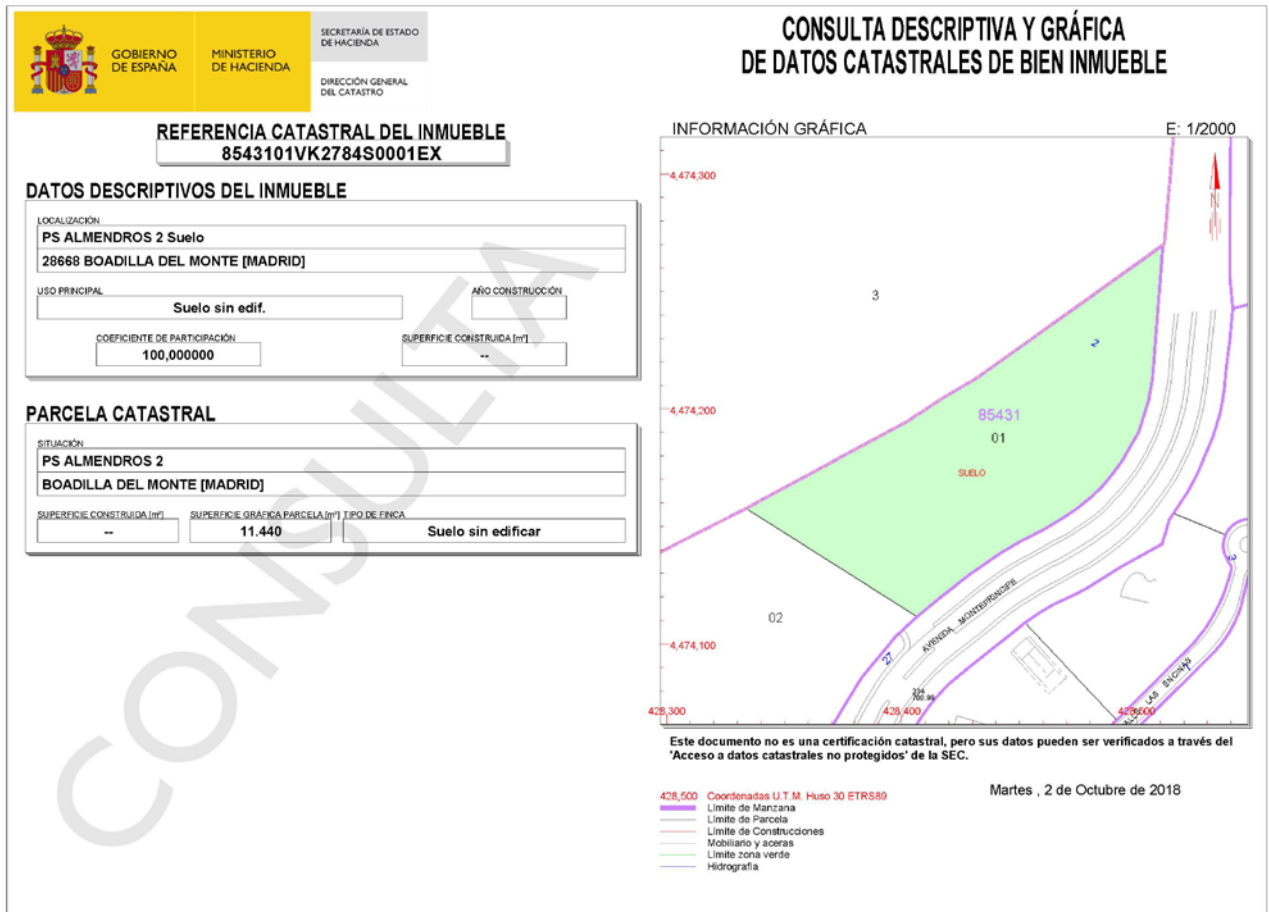 GOBIERNO
DE ESPAÑA
MINISTERIO
DE HACIENDA
SECRETARÍA DE ESTADO
DE HACIENDA
DIRECCIÓN GENERAL
DEL CATASTRO
REFERENCIA CATASTRAL DEL INMUEBLE
8543101VK2784S0001EX
DATOS DESCRIPTIVOS DEL INMUEBLE
LOCALIZACIÓN
PS ALMENDROS 2 Suelo
28668 BOADILLA DEL MONTE [MADRID]
USO PRINCIPAL
AÑO CONSTRUCCIÓN
Suelo sin edif.
COEFICIENTE DE PARTICIPACIÓN
SUPERFICIE CONSTRUIDA [m²]
100,000000
--
PARCELA CATASTRAL
SITUACIÓN
PS ALMENDROS 2
BOADILLA DEL MONTE [MADRID]
SUPERFICIE CONSTRUIDA [m²]
SUPERFICIE GRÁFICA PARCELA [m²]
TIPO DE FINCA
--
11.440
Suelo sin edificar
CONSULTA
CONSULTA DESCRIPTIVA Y GRÁFICA
DE DATOS CATASTRALES DE BIEN INMUEBLE
INFORMACIÓN GRÁFICA
E: 1/2000
4,474,300
N
3
2
4,474,200
85431
01
SUELO
3
02
AVENIDA MONTEPRINCIPE
4,474,100
27
7
LAS ENCINAS
428,300
428,400
428,500
Este documento no es una certificación catastral, pero sus datos pueden ser verificados a través del
'Acceso a datos catastrales no protegidos' de la SEC.
Martes , 2 de Octubre de 2018
428,500 Coordenadas U.T.M. Huso 30 ETRS89
Límite de Manzana
Límite de Parcela
Límite de Construcciones
Mobiliario y aceras
Límite zona verde
Hidrografía